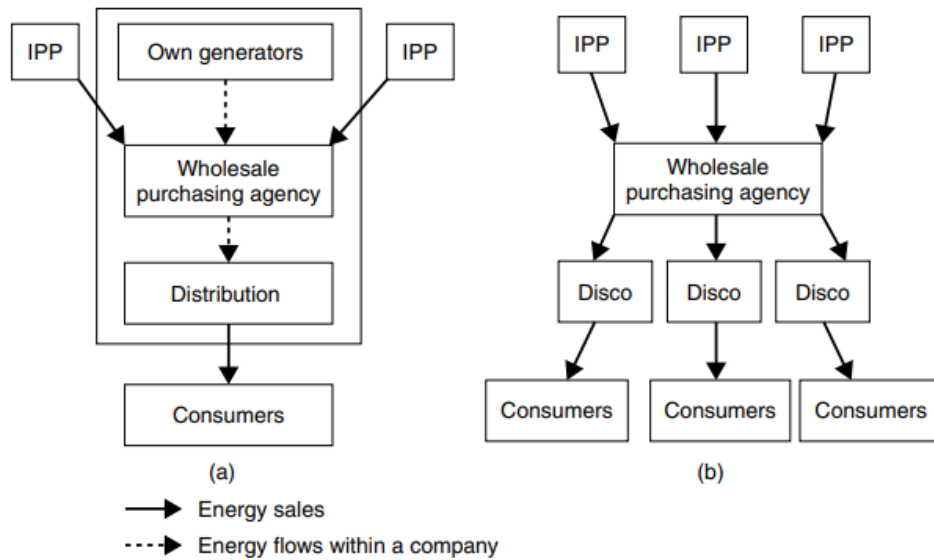 IPP
Own generators
IPP
Wholesale
purchasing agency
Distribution
Consumers
(a)
IPP
IPP
IPP
Wholesale
purchasing agency
Disco
Disco
Disco
Consumers
Consumers
Consumers
(b)
Energy sales
Energy flows within a company